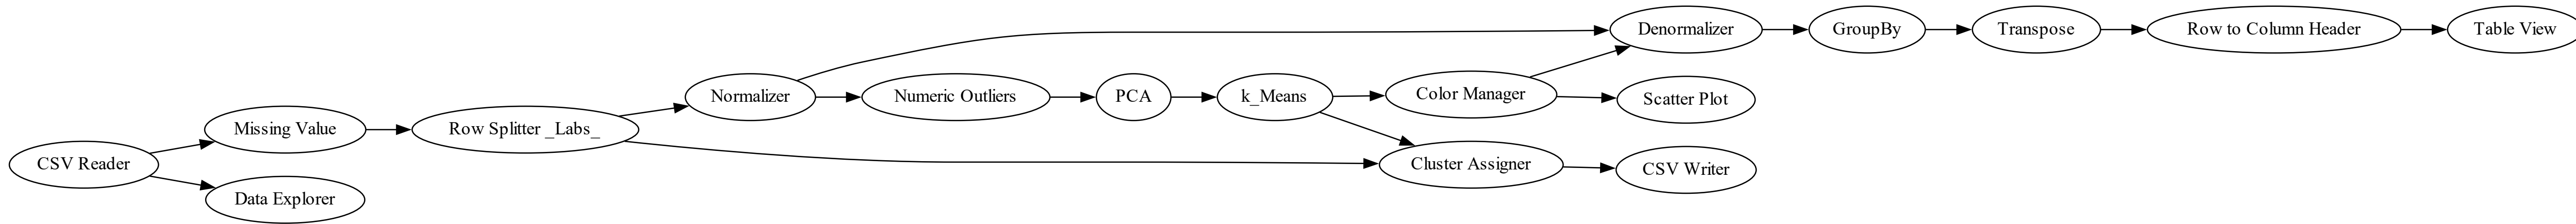 CSV Reader
Missing Value
Data Explorer
Row Splitter _Labs_
Normalizer
Numeric Outliers
PCA
k_Means
Color Manager
Cluster Assigner
Denormalizer
Scatter Plot
CSV Writer
GroupBy
Transpose
Row to Column Header
Table View